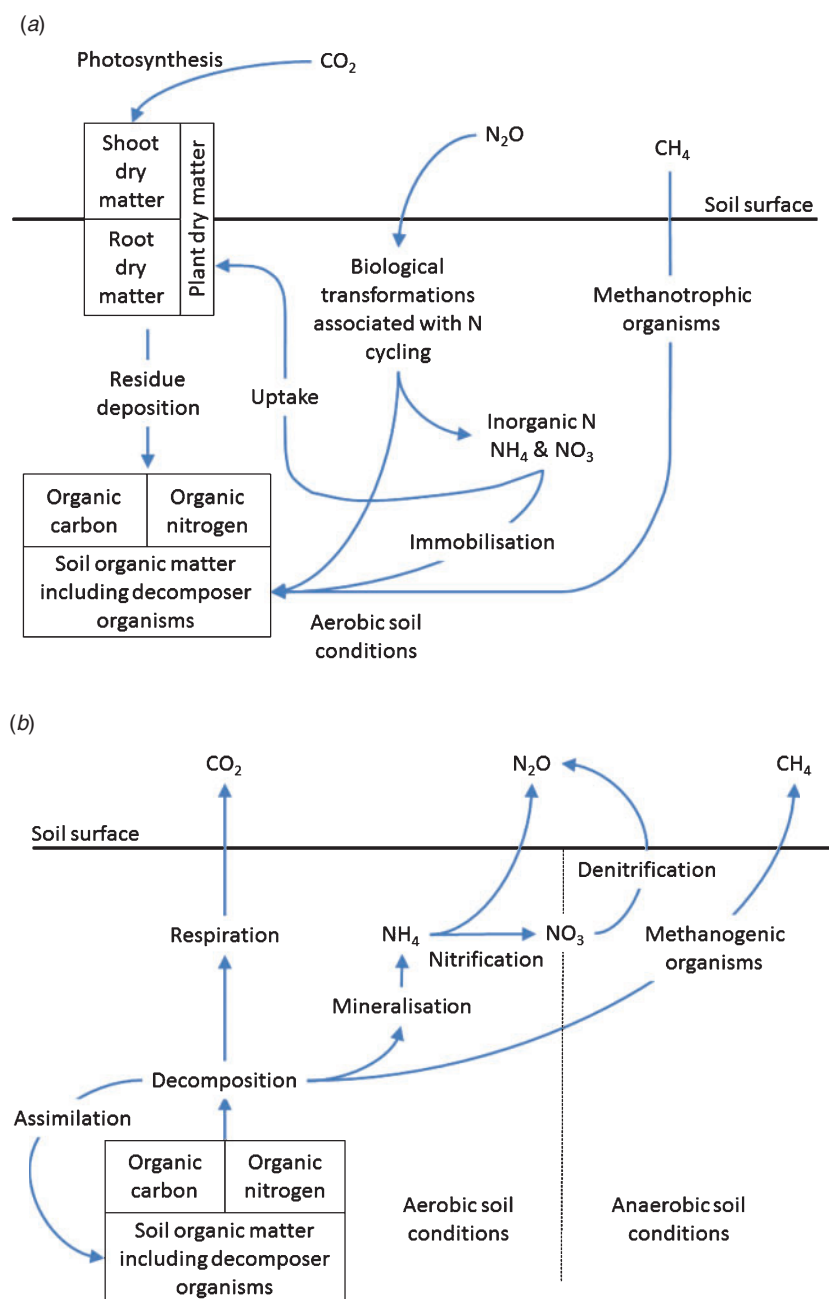 (a)
Photosynthesis
CO2
N2O
CH4
Shoot
dry
matter
Plant dry matter
Soil surface
Root
dry
matter
Biological
transformations
associated with N
cycling
Methanotrophic
organisms
Residue
deposition
Uptake
Inorganic N
NH4 & NO3
Organic
carbon
Organic
nitrogen
Immobilisation
Soil organic matter
including decomposer
organisms
Aerobic soil
conditions
(b)
CO2
N2O
CH4
Soil surface
Denitrification
Respiration
NH4
NO3
Nitrification
Methanogenic
organisms
Mineralisation
Decomposition
Assimilation
Organic
carbon
Organic
nitrogen
Soil organic matter
including decomposer
organisms
Aerobic soil
conditions
Anaerobic soil
conditions